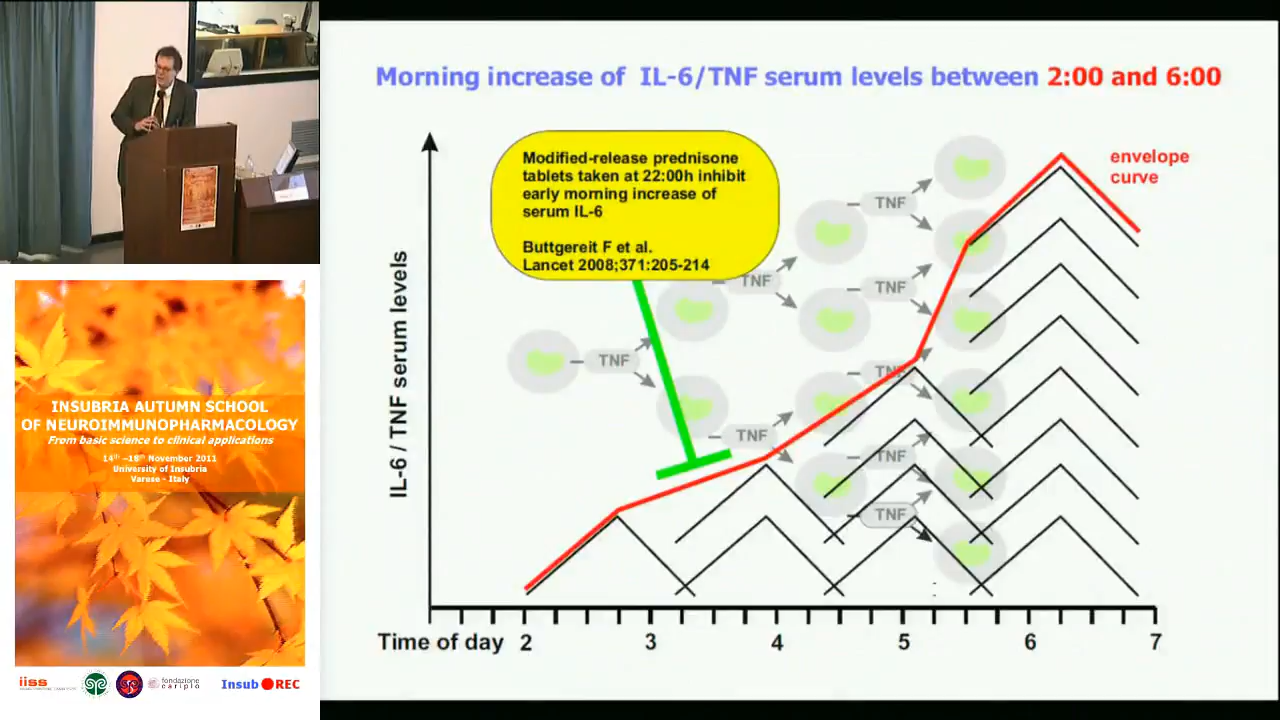 Morning increase of IL-6/TNF serum levels between 2:00 and 6:00
Modified-release prednisone
tablets taken at 22:00h inhibit
early morning increase of
serum IL-6
Buttgereit F et al.
Lancet 2008;371:205-214
envelope
curve
IL-6 / TNF serum levels
TNF
TNF
TNF
TNF
TNF
TNF
TNF
TNF
Time of day 2 3 4 5 6 7
INSUBRIA AUTUMN SCHOOL
OF NEUROIMMUNOPHARMACOLOGY
From basic science to clinical applications
University of Insubria
Varese - Italy
iiss
fondazione
cariplo
Insub REC